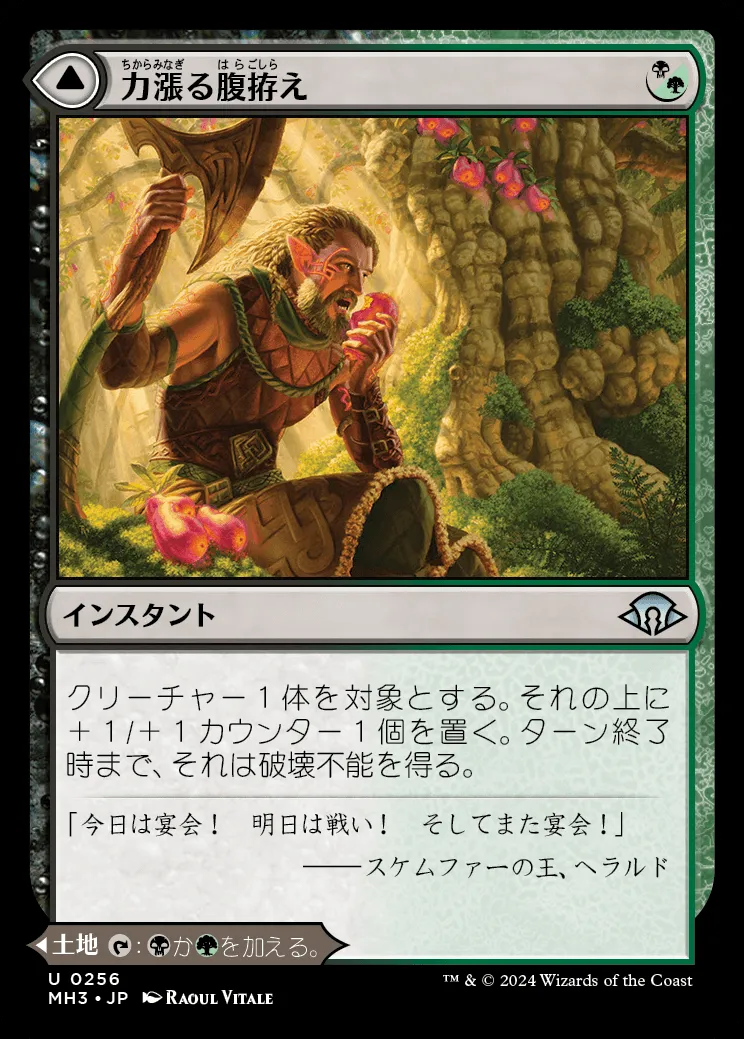 ちからみなぎ はらごしら
力漲る腹拵え
インスタント
クリーチャー1体を対象とする。それの上に
+1/+1カウンター1個を置く。ターン終了
時まで、それは破壊不能を得る。
「今日は宴会！　明日は戦い！　そしてまた宴会！」
――スケムファーの王、ヘラルド
土地 :かを加える。
U 0256
MH3・JP Raoul Vitale
™ & © 2024 Wizards of the Coast